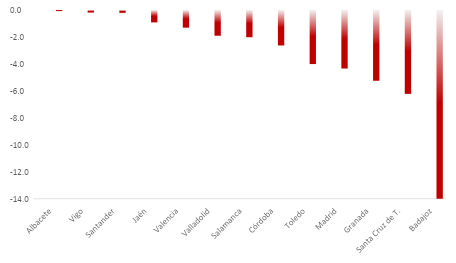 0.0
-2.0
-4.0
-6.0
-8.0
-10.0
-12.0
-14.0
Albacete
Vigo
Santander
Jaén
Valencia
Valladolid
Salamanca
Córdoba
Toledo
Madrid
Granada
Santa Cruz de T.
Badajoz